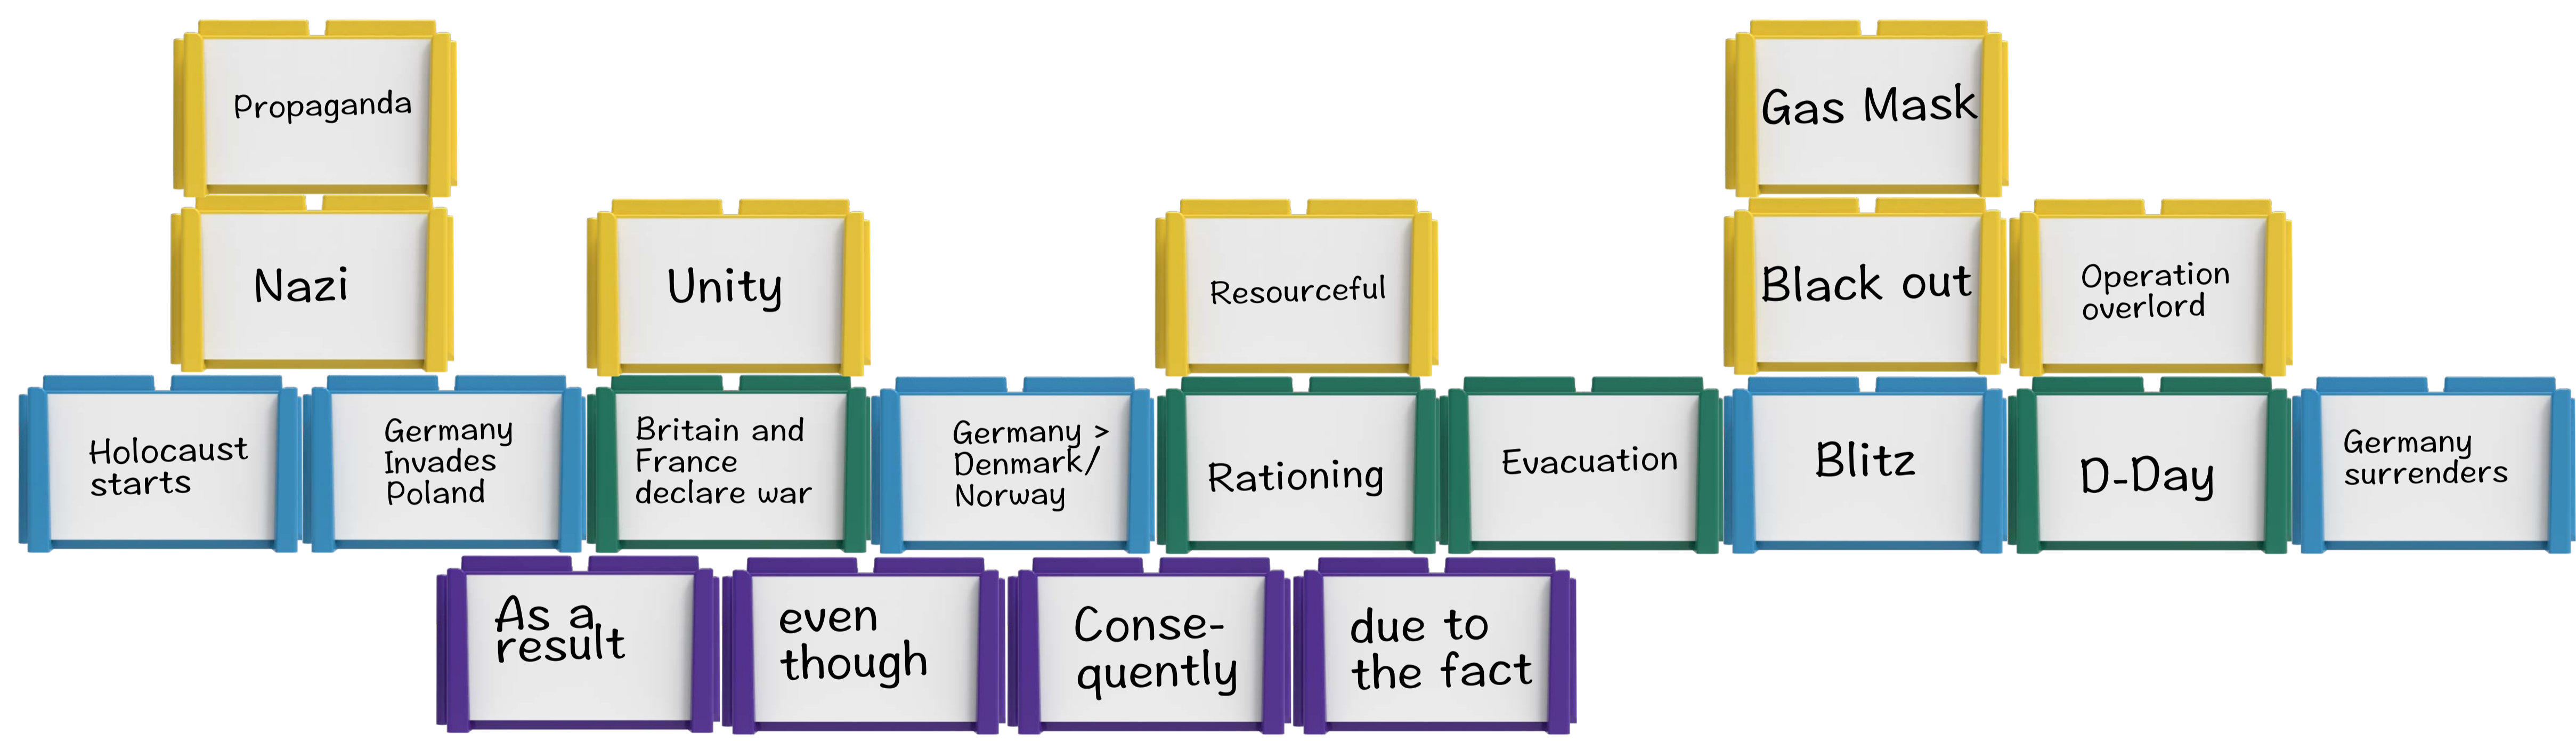 Propaganda
Gas Mask
Nazi
Unity
Resourceful
Black out
Operation
overlord
Holocaust
starts
Germany
Invades
Poland
Britain and
France
declare war
Germany >
Denmark/
Norway
Rationing
Evacuation
Blitz
D-Day
Germany
surrenders
As a
result
even
though
Conse-
quently
due to
the fact